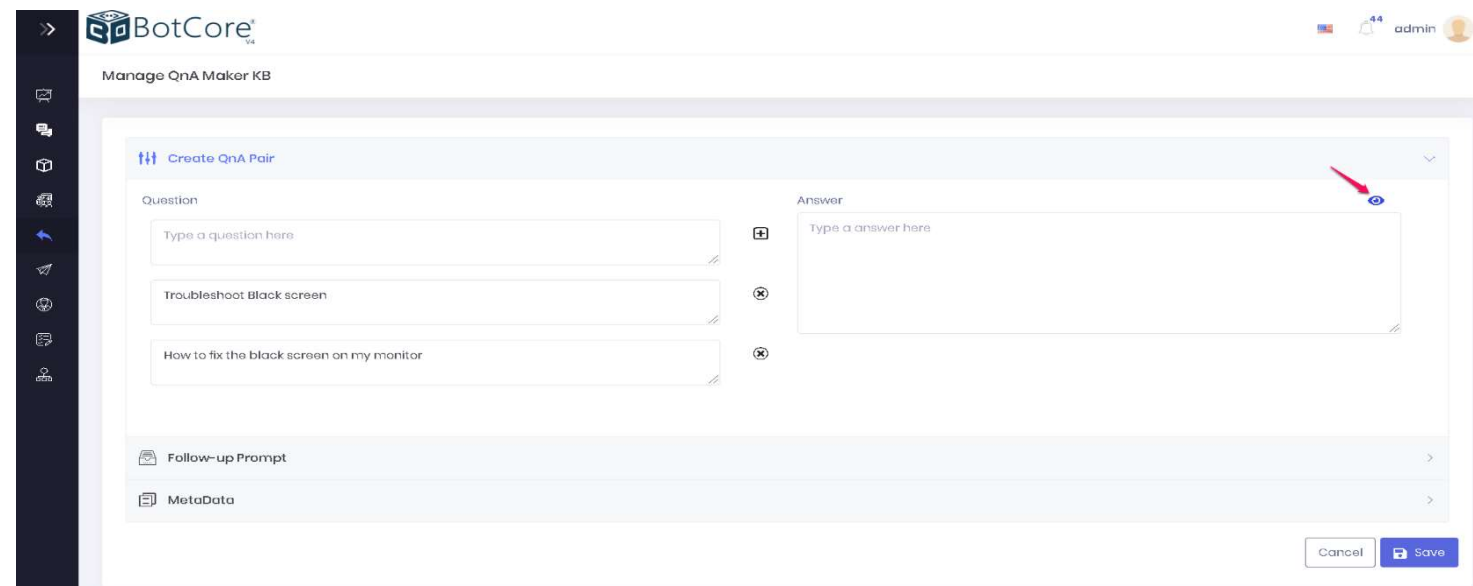 BotCore
V4
44
admin
Manage QnA Maker KB
Create QnA Pair
Question
Answer
Type a question here
Type a answer here
Troubleshoot Black screen
How to fix the black screen on my monitor
Follow-up Prompt
MetaData
Cancel
Save